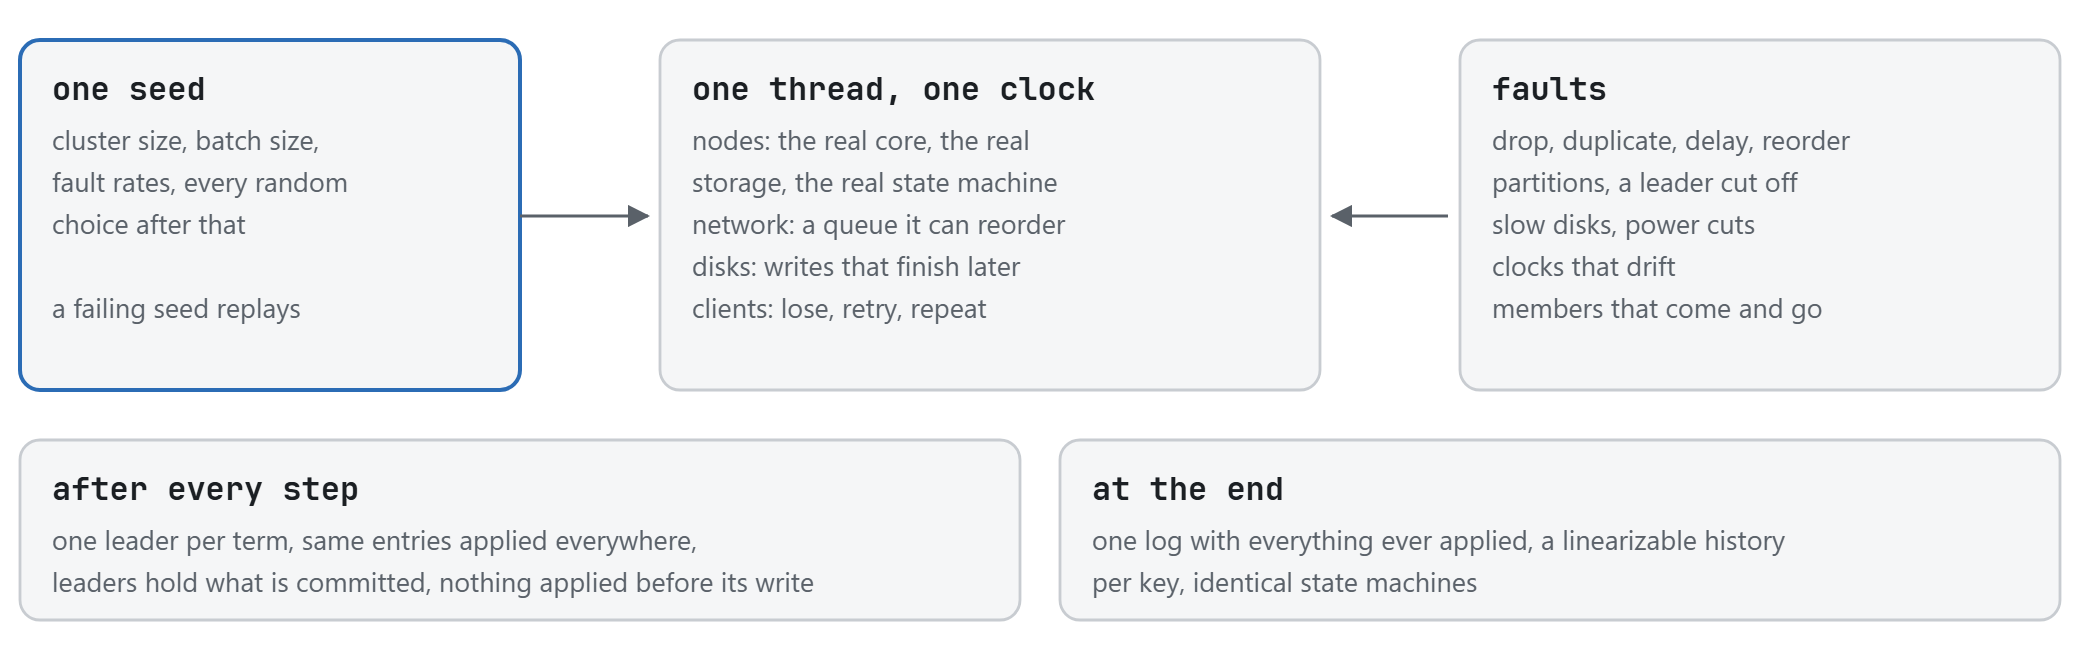 one seed
cluster size, batch size,
fault rates, every random
choice after that
a failing seed replays
one thread, one clock
nodes: the real core, the real
storage, the real state machine
network: a queue it can reorder
disks: writes that finish later
clients: lose, retry, repeat
faults
drop, duplicate, delay, reorder
partitions, a leader cut off
slow disks, power cuts
clocks that drift
members that come and go
after every step
one leader per term, same entries applied everywhere,
leaders hold what is committed, nothing applied before its write
at the end
one log with everything ever applied, a linearizable history
per key, identical state machines